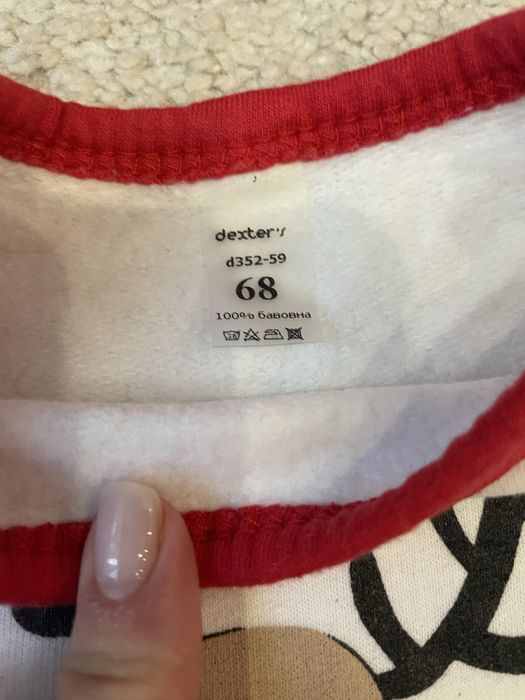 dexter's
d352-59
68
100% бавовна